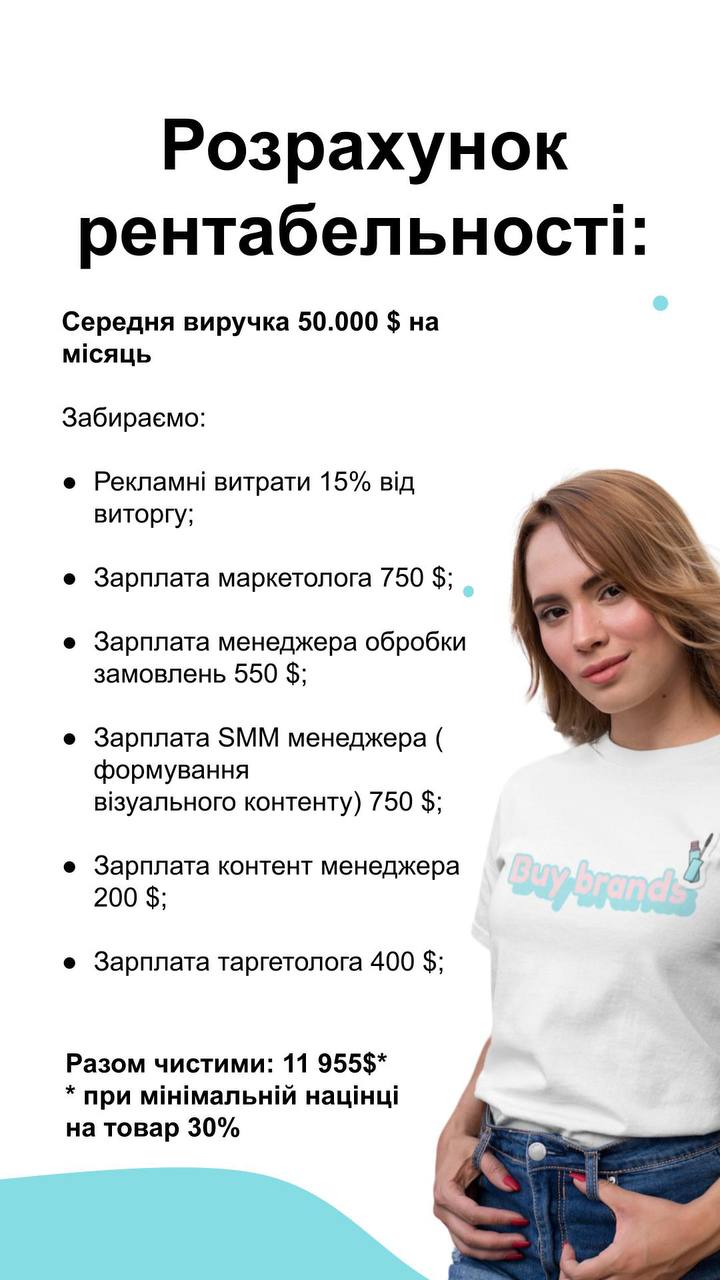 Розрахунок
рентабельності:
Середня виручка 50.000 $ на
місяць
Забираємо:
● Рекламні витрати 15% від
виторгу;
● Зарплата маркетолога 750 $;
● Зарплата менеджера обробки
замовлень 550 $;
● Зарплата SMM менеджера (
формування
візуального контенту) 750 $;
● Зарплата контент менеджера
200 $;
● Зарплата таргетолога 400 $;
Buy brands
Разом чистими: 11 955$*
* при мінімальній націнці
на товар 30%